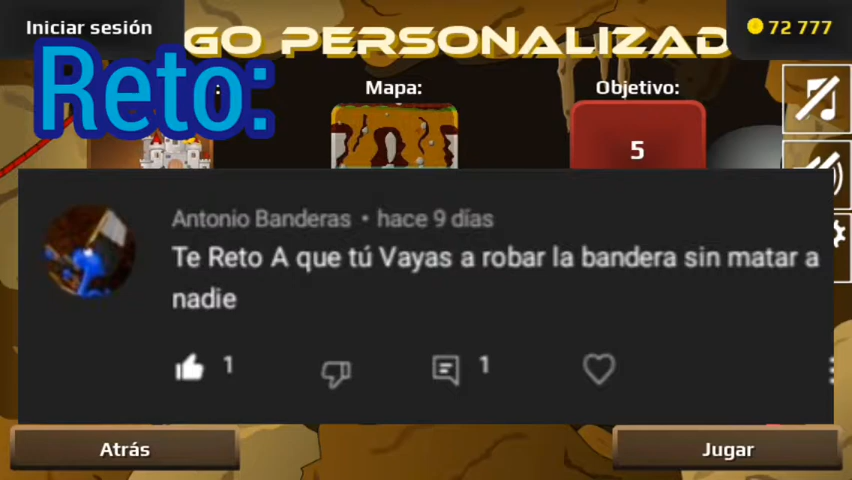 Iniciar sesión
GO PERSONALIZAD
72 777
Reto:
Mapa:
Objetivo:
5
Antonio Banderas • hace 9 días
Te Reto A que tú Vayas a robar la bandera sin matar a
nadie
1
1
Atrás
Jugar